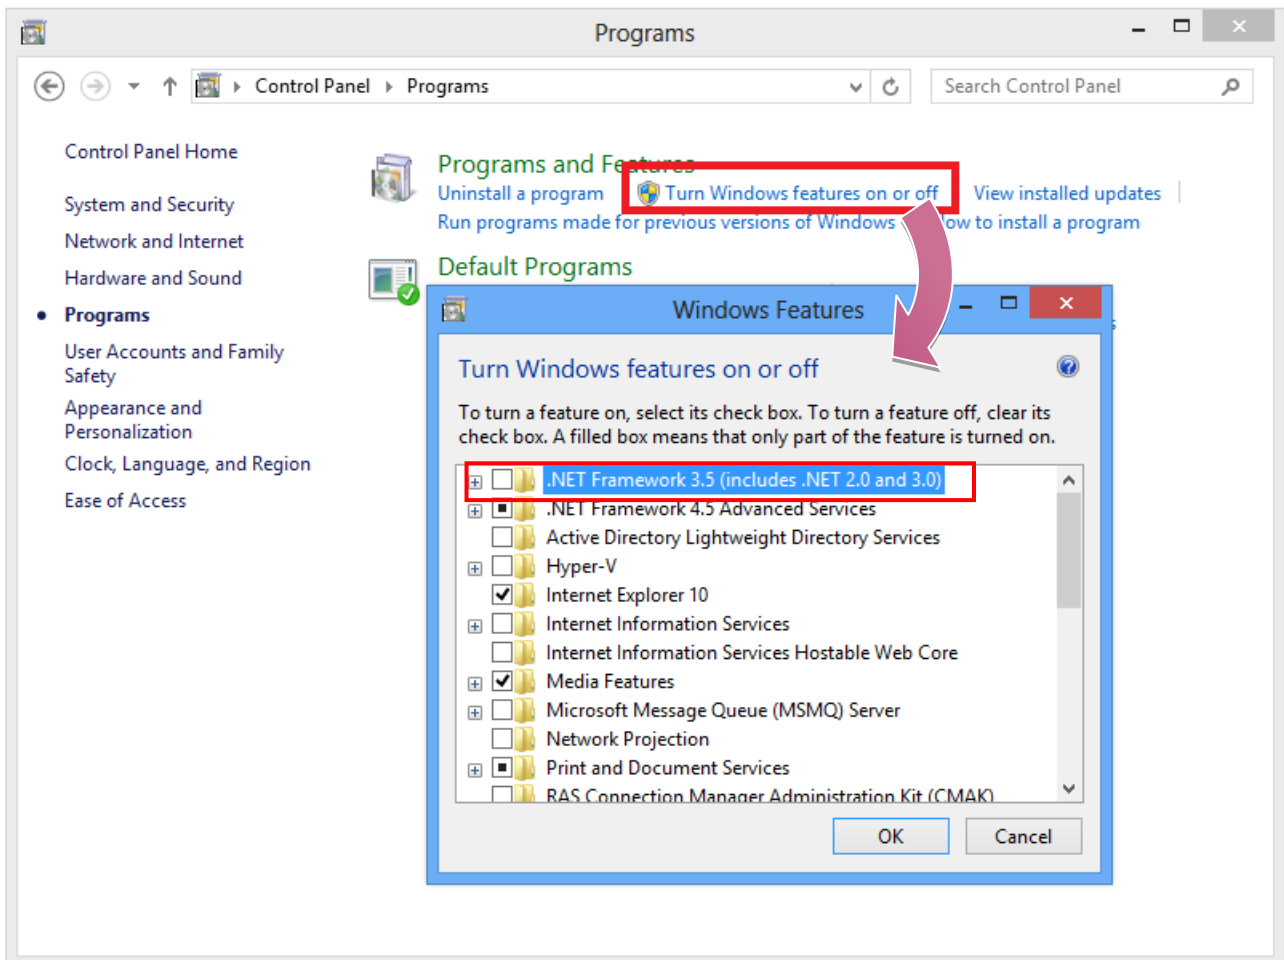 Programs
Control Panel
Programs
Search Control Panel
Control Panel Home
System and Security
Network and Internet
Hardware and Sound
Programs
User Accounts and Family
Safety
Appearance and
Personalization
Clock, Language, and Region
Ease of Access
Programs and Features
Uninstall a program
Turn Windows features on or off
View installed updates
Run programs made for previous versions of Windows
to install a program
Default Programs
Windows Features
Turn Windows features on or off
To turn a feature on, select its check box. To turn a feature off, clear its
check box. A filled box means that only part of the feature is turned on.
.NET Framework 3.5 (includes .NET 2.0 and 3.0)
.NET Framework 4.5 Advanced Services
Active Directory Lightweight Directory Services
Hyper-V
Internet Explorer 10
Internet Information Services
Internet Information Services Hostable Web Core
Media Features
Microsoft Message Queue (MSMQ) Server
Network Projection
Print and Document Services
RAS Connection Manager Administration Kit (CMAK)
OK
Cancel